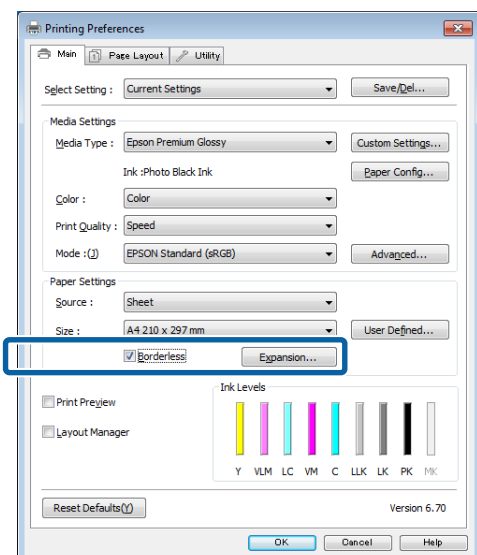 Printing Preferences
Main Page Layout Utility
Select Setting : Current Settings Save/Del...
Media Settings
Media Type : Epson Premium Glossy Custom Settings...
Ink :Photo Black Ink Paper Config...
Color : Color
Print Quality : Speed
Mode :(J) EPSON Standard (sRGB) Advanced...
Paper Settings
Source : Sheet
Size : A4 210 x 297 mm User Defined...
Borderless Expansion...
Ink Levels
Print Preview
Layout Manager
Y VLM LC VM C LLK LK PK MK
Reset Defaults(Y) Version 6.70
OK Cancel Help